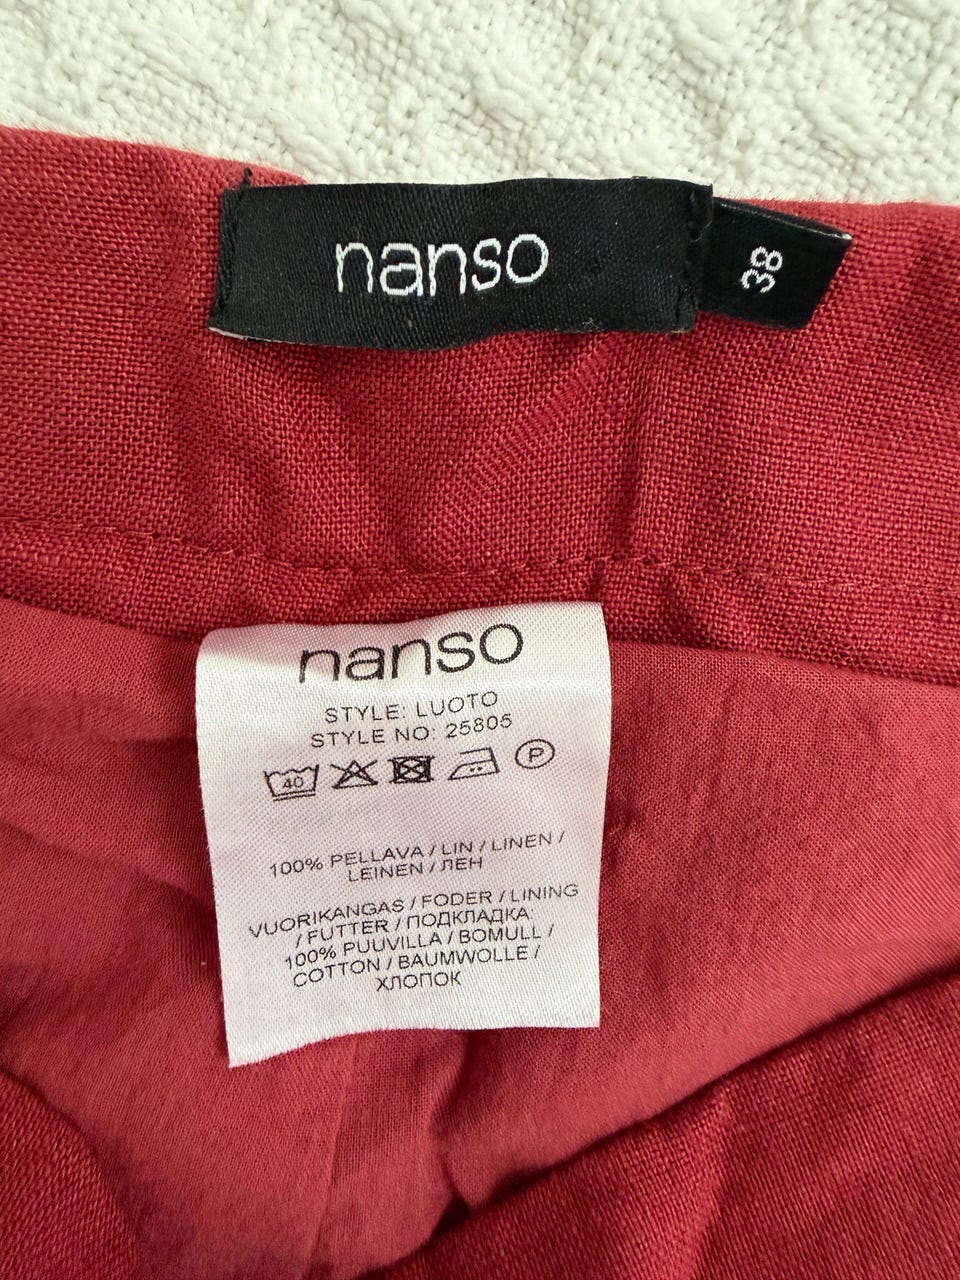 nanso
38
nanso
STYLE: LUOTO
STYLE NO: 25805
40 P
100% PELLAVA / LIN / LINEN /
LEINEN / ЛЕН
VUORIKANGAS / FODER / LINING
/ FUTTER / ПОДКЛАДКА:
100% PUUVILLA / BOMULL /
COTTON / BAUMWOLLE /
ХЛОПОК